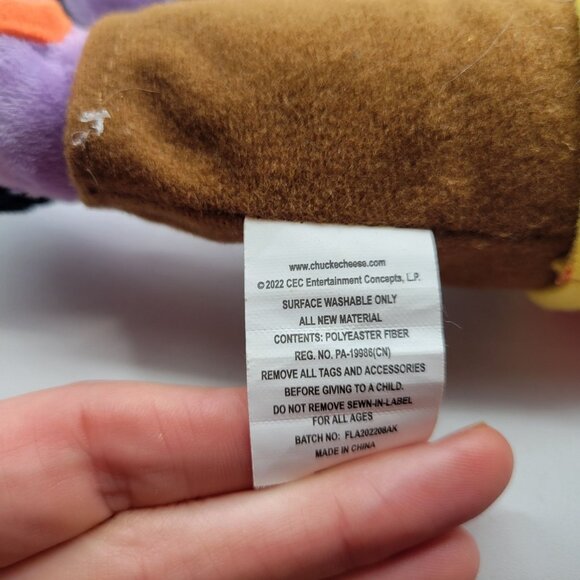 www.chuckecheese.com
©2022 CEC Entertainment Concepts, L.P.
SURFACE WASHABLE ONLY
ALL NEW MATERIAL
CONTENTS: POLYEASTER FIBER
REG. NO. PA-19986(CN)
REMOVE ALL TAGS AND ACCESSORIES
BEFORE GIVING TO A CHILD.
DO NOT REMOVE SEWN-IN-LABEL
FOR ALL AGES
BATCH NO: FLA202208AK
MADE IN CHINA